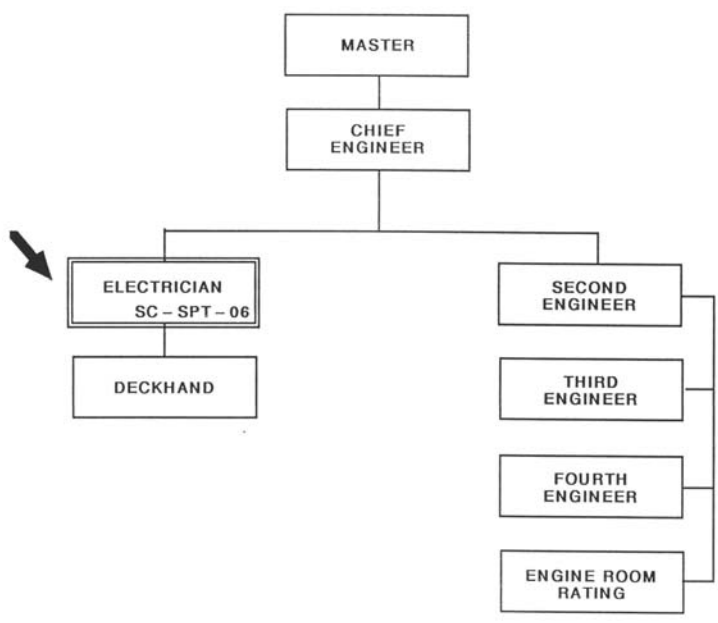 MASTER
CHIEF
ENGINEER
ELECTRICIAN
SC – SPT – 06
DECKHAND
SECOND
ENGINEER
THIRD
ENGINEER
FOURTH
ENGINEER
ENGINE ROOM
RATING